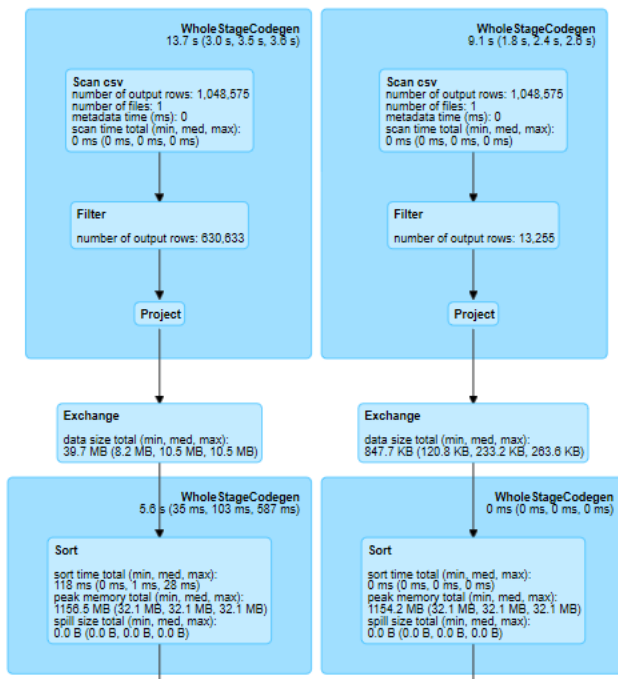 WholeStageCodegen
13.7 s (3.0 s, 3.5 s, 3.6 s)
Scan csv
number of output rows: 1,048,575
number of files: 1
metadata time (ms): 0
scan time total (min, med, max):
0 ms (0 ms, 0 ms, 0 ms)
Filter
number of output rows: 630,633
Project
Exchange
data size total (min, med, max):
39.7 MB (8.2 MB, 10.5 MB, 10.5 MB)
WholeStageCodegen
5.6 s (35 ms, 103 ms, 587 ms)
Sort
sort time total (min, med, max):
118 ms (0 ms, 1 ms, 28 ms)
peak memory total (min, med, max):
1156.5 MB (32.1 MB, 32.1 MB, 32.1 MB)
spill size total (min, med, max):
0.0 B (0.0 B, 0.0 B, 0.0 B)
WholeStageCodegen
9.1 s (1.8 s, 2.4 s, 2.6 s)
Scan csv
number of output rows: 1,048,575
number of files: 1
metadata time (ms): 0
scan time total (min, med, max):
0 ms (0 ms, 0 ms, 0 ms)
Filter
number of output rows: 13,255
Project
Exchange
data size total (min, med, max):
847.7 KB (120.8 KB, 233.2 KB, 263.6 KB)
WholeStageCodegen
0 ms (0 ms, 0 ms, 0 ms)
Sort
sort time total (min, med, max):
0 ms (0 ms, 0 ms, 0 ms)
peak memory total (min, med, max):
1154.2 MB (32.1 MB, 32.1 MB, 32.1 MB)
spill size total (min, med, max):
0.0 B (0.0 B, 0.0 B, 0.0 B)